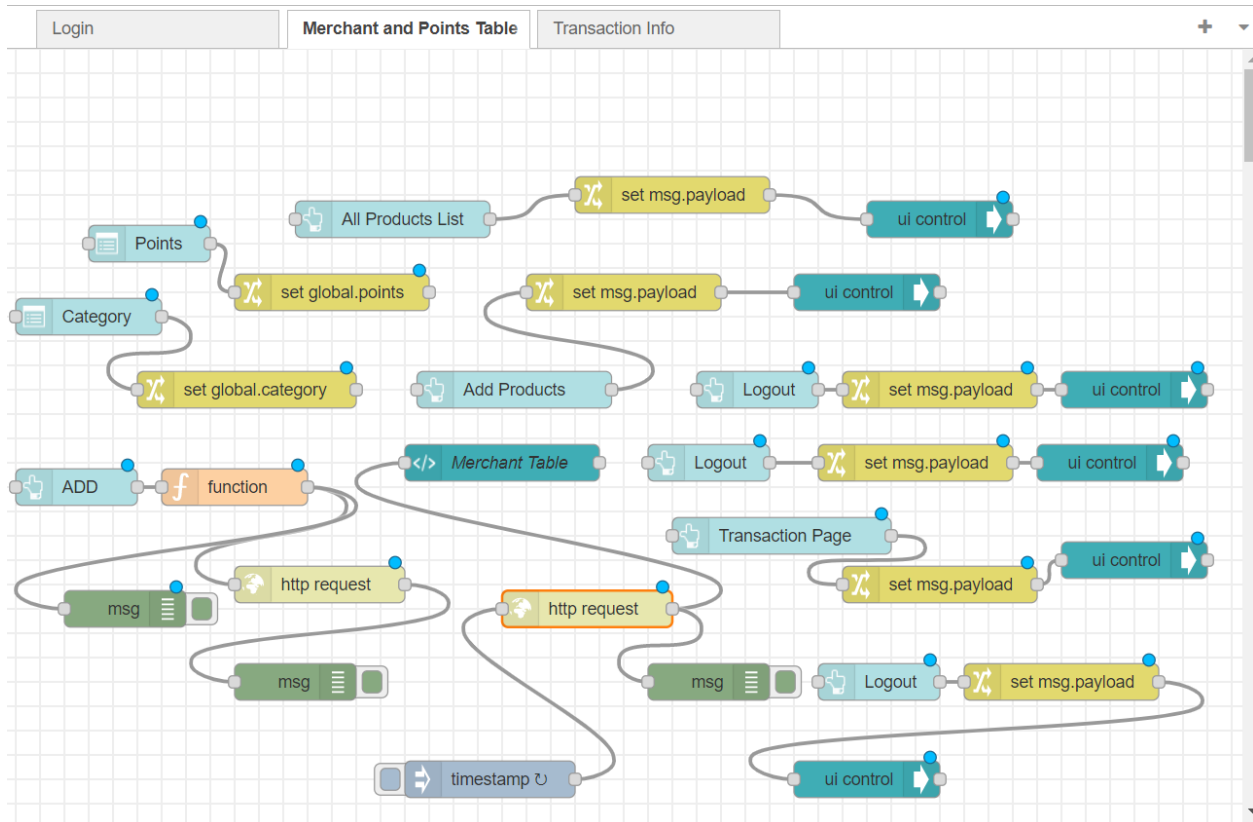 Login
Merchant and Points Table
Transaction Info
set msg.payload
All Products List
ui control
Points
set global.points
set msg.payload
ui control
Category
set global.category
Add Products
Logout
set msg.payload
ui control
Merchant Table
Logout
set msg.payload
ui control
ADD
function
Transaction Page
ui control
http request
set msg.payload
msg
http request
msg
msg
Logout
set msg.payload
timestamp ↻
ui control